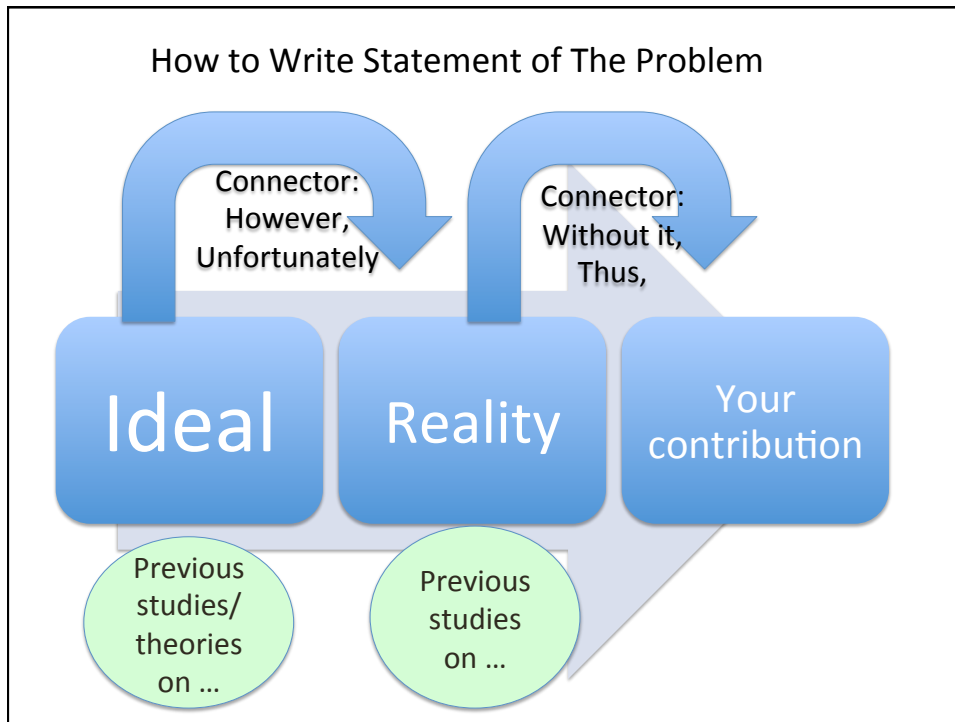 How to Write Statement of The Problem
Connector:
However,
Unfortunately
Connector:
Without it,
Thus,
Ideal
Reality
Your
contribution
Previous
studies/
theories
on …
Previous
studies
on …